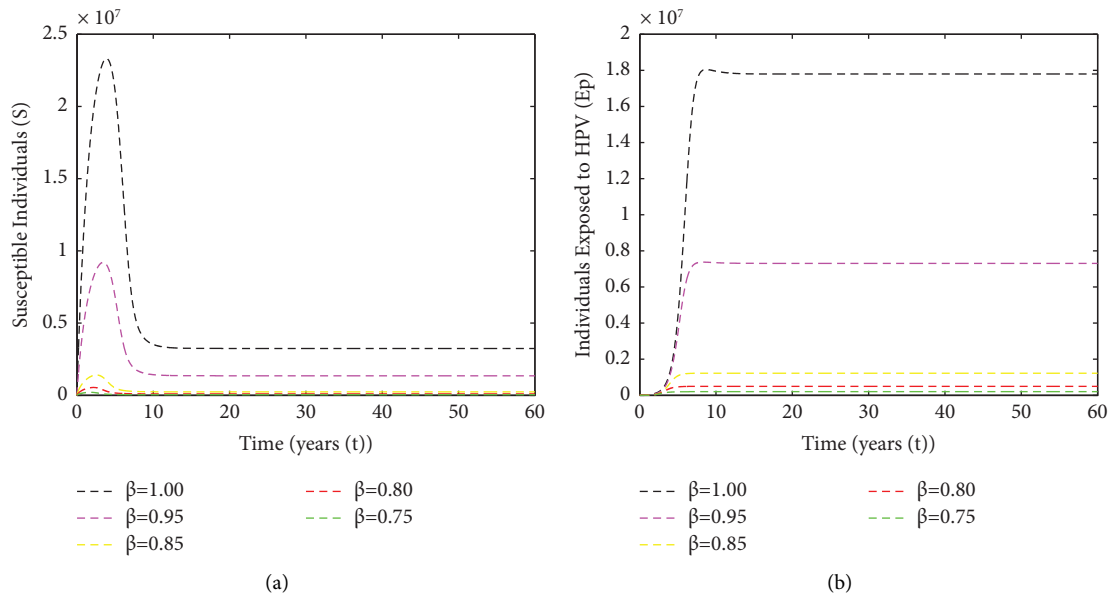 × 10⁷
2.5
2
1.5
1
0.5
0
0 10 20 30 40 50 60
Susceptible Individuals (S)
Time (years (t))
β=1.00
β=0.95
β=0.85
β=0.80
β=0.75
(a)
× 10⁷
2
1.8
1.6
1.4
1.2
1
0.8
0.6
0.4
0.2
0
0 10 20 30 40 50 60
Individuals Exposed to HPV (Ep)
Time (years (t))
β=1.00
β=0.95
β=0.85
β=0.80
β=0.75
(b)